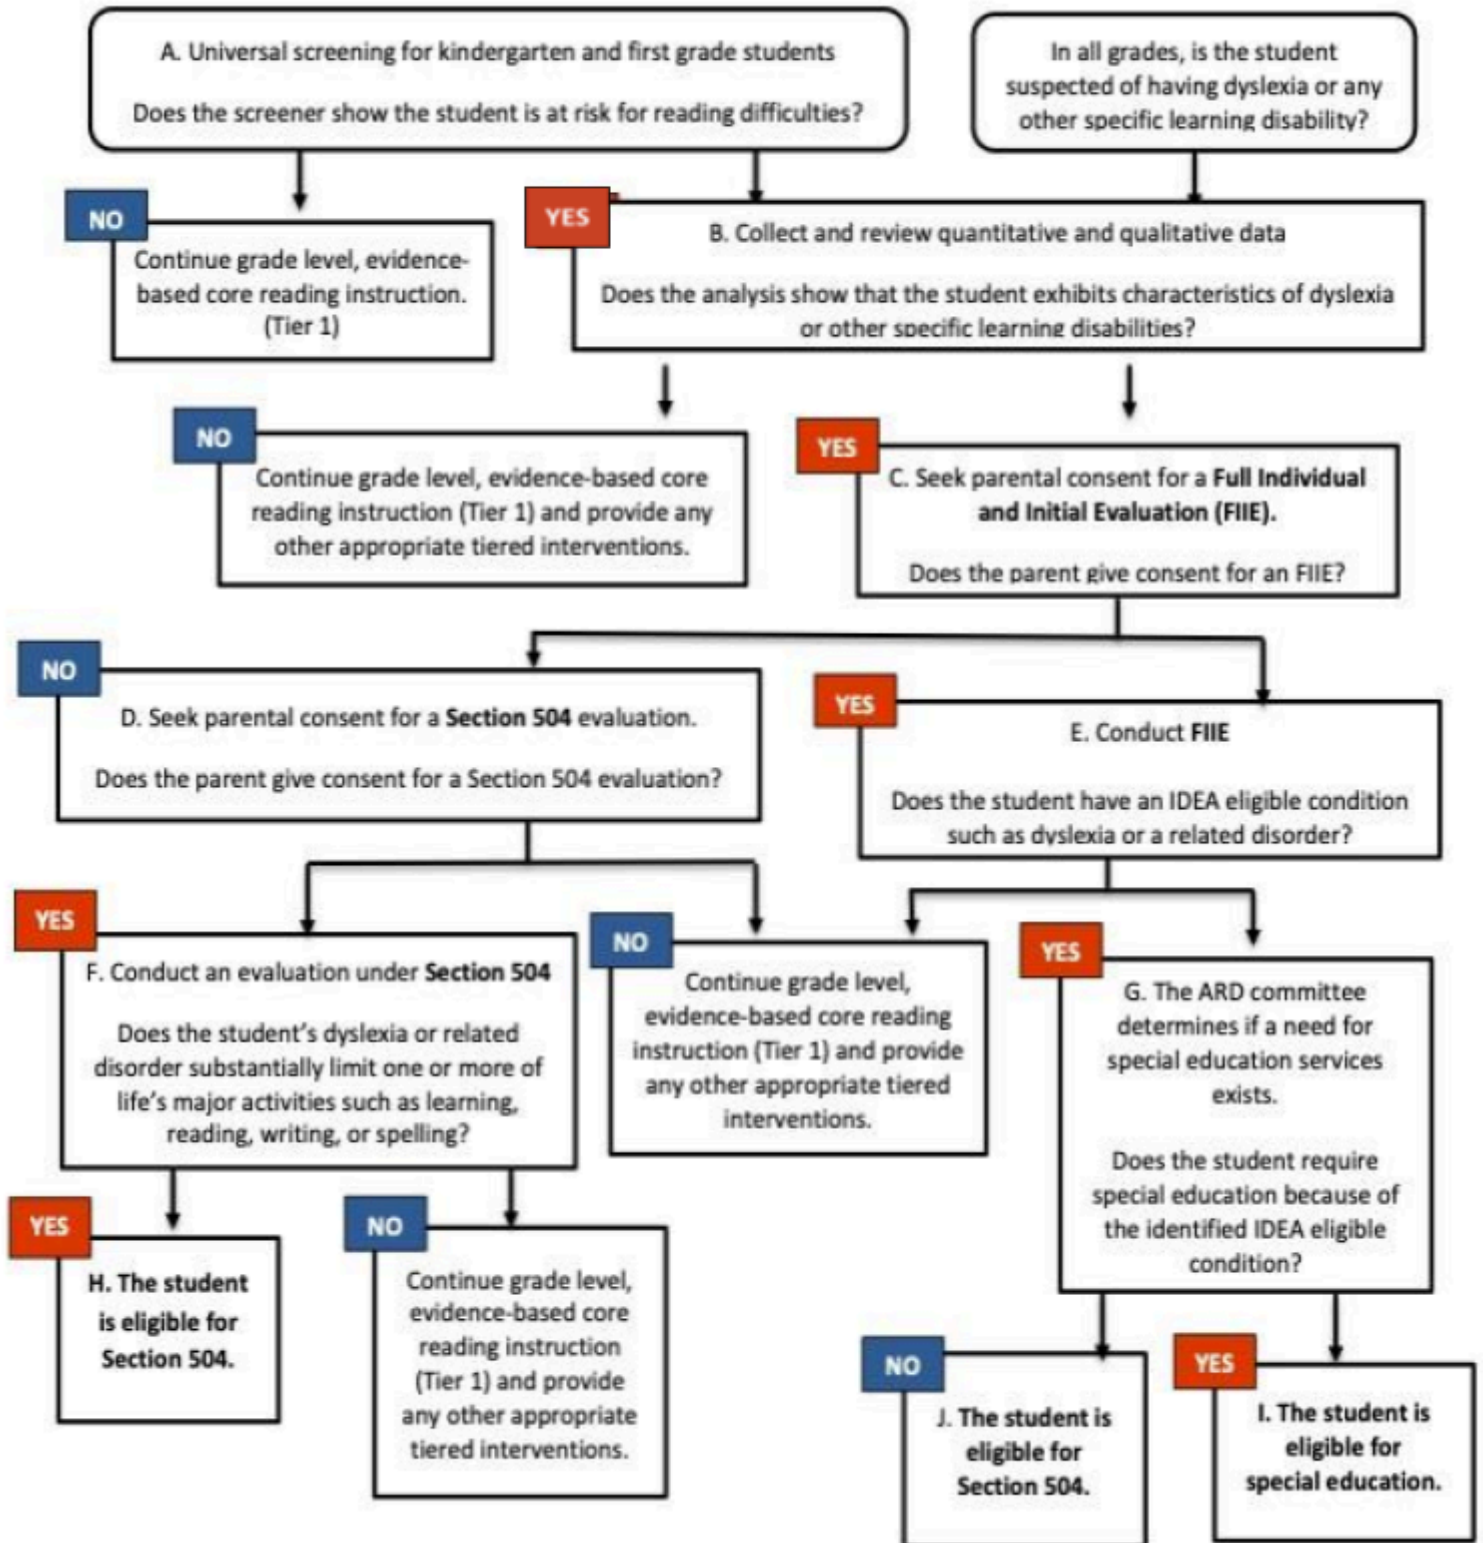 A. Universal screening for kindergarten and first grade students
Does the screener show the student is at risk for reading difficulties?
In all grades, is the student
suspected of having dyslexia or any
other specific learning disability?
NO
Continue grade level, evidence-
based core reading instruction.
(Tier 1)
YES
B. Collect and review quantitative and qualitative data
Does the analysis show that the student exhibits characteristics of dyslexia
or other specific learning disabilities?
NO
Continue grade level, evidence-based core
reading instruction (Tier 1) and provide any
other appropriate tiered interventions.
YES
C. Seek parental consent for a Full Individual
and Initial Evaluation (FIIE).
Does the parent give consent for an FIIE?
NO
D. Seek parental consent for a Section 504 evaluation.
Does the parent give consent for a Section 504 evaluation?
YES
E. Conduct FIIE
Does the student have an IDEA eligible condition
such as dyslexia or a related disorder?
YES
F. Conduct an evaluation under Section 504
Does the student's dyslexia or related
disorder substantially limit one or more of
life's major activities such as learning,
reading, writing, or spelling?
NO
Continue grade level,
evidence-based core reading
instruction (Tier 1) and provide
any other appropriate tiered
interventions.
YES
G. The ARD committee
determines if a need for
special education services
exists.
Does the student require
special education because of
the identified IDEA eligible
condition?
YES
H. The student
is eligible for
Section 504.
NO
Continue grade level,
evidence-based core
reading instruction
(Tier 1) and provide
any other appropriate
tiered interventions.
NO
J. The student is
eligible for
Section 504.
YES
I. The student is
eligible for
special education.